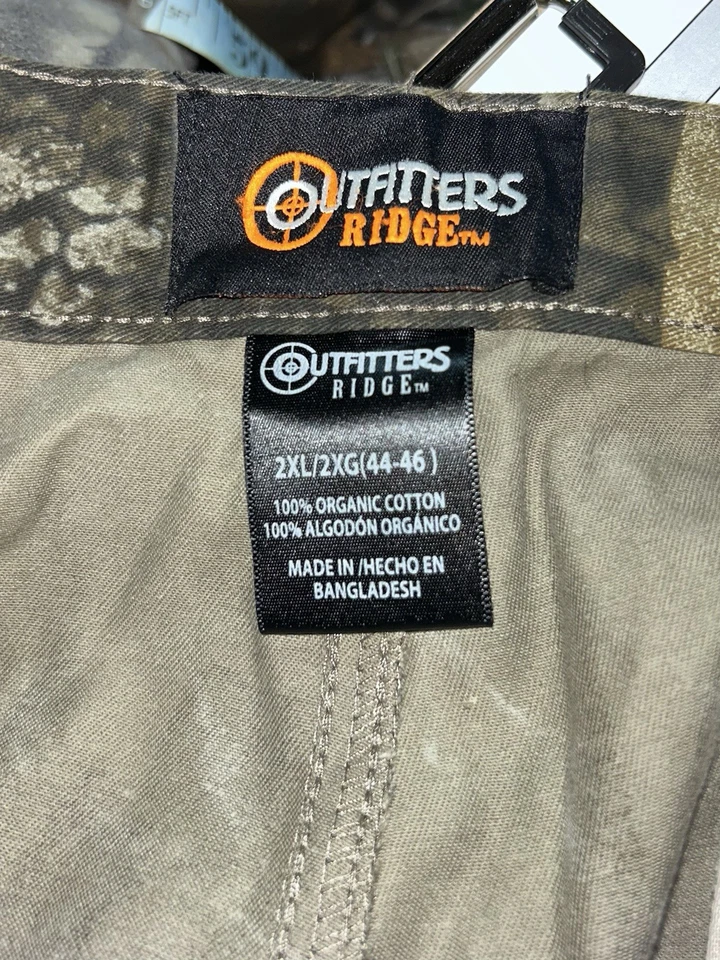 5FT
OUTFITTERS
RIDGE™
OUTFITTERS
RIDGE™
2XL/2XG(44-46)
100% ORGANIC COTTON
100% ALGODÓN ORGÁNICO
MADE IN /HECHO EN
BANGLADESH